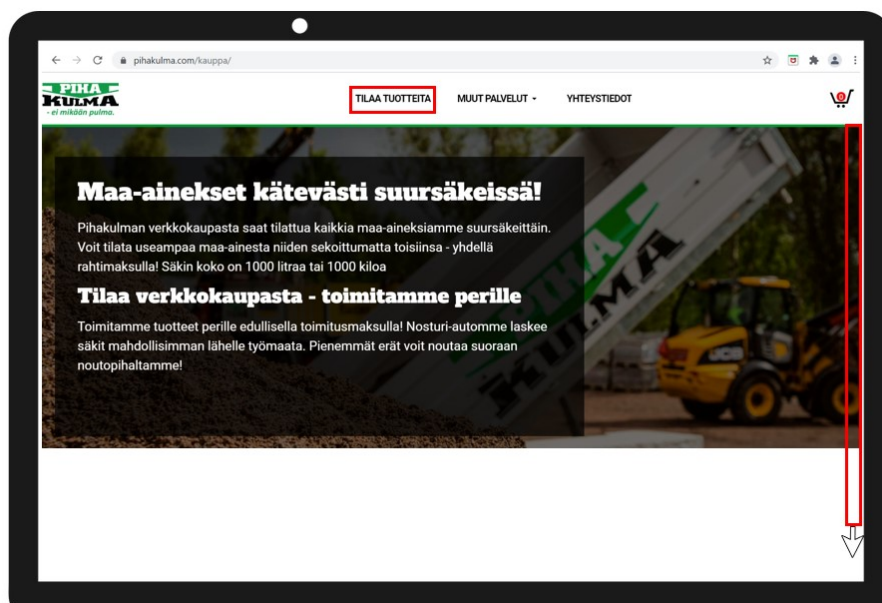 pihakulma.com/kauppa/
PIHA
KULMA
- ei mikään pulma.
TILAA TUOTTEITA
MUUT PALVELUT
YHTEYSTIEDOT
0
Maa-ainekset kätevästi suursäkeissä!
Pihakulman verkkokaupasta saat tilattua kaikkia maa-aineksiamme suursäkeittäin.
Voit tilata useampaa maa-ainesta niiden sekoittumatta toisiinsa - yhdellä
rahtimaksulla! Säkin koko on 1000 litraa tai 1000 kiloa
Tilaa verkkokaupasta - toimitamme perille
Toimitamme tuotteet perille edullisella toimitusmaksulla! Nosturi-automme laskee
säkit mahdollisimman lähelle työmaata. Pienemmät erät voit noutaa suoraan
noutopihaltamme!
PIHA
KULMA
JCB